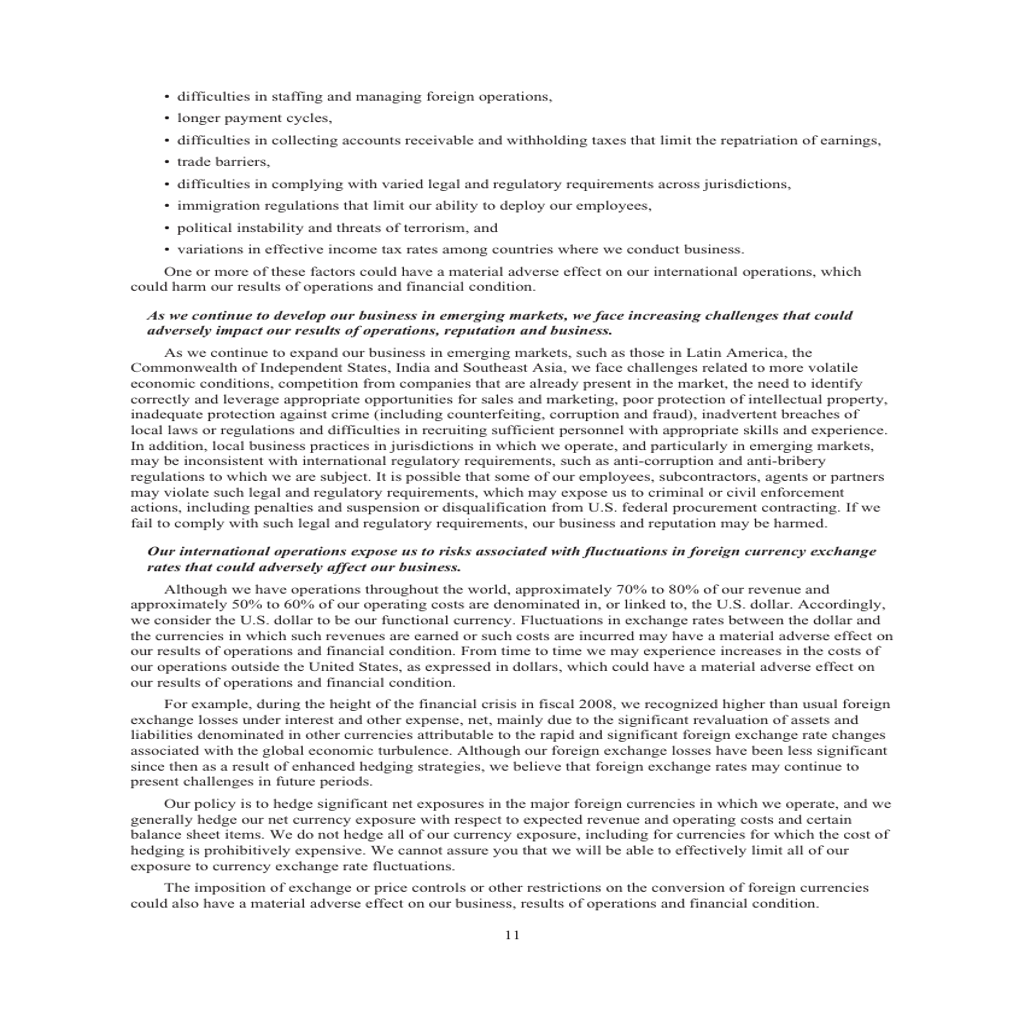 • difficulties in staffing and managing foreign operations,
• longer payment cycles,
• difficulties in collecting accounts receivable and withholding taxes that limit the repatriation of earnings,
• trade barriers,
• difficulties in complying with varied legal and regulatory requirements across jurisdictions,
• immigration regulations that limit our ability to deploy our employees,
• political instability and threats of terrorism, and
• variations in effective income tax rates among countries where we conduct business.
One or more of these factors could have a material adverse effect on our international operations, which
could harm our results of operations and financial condition.
As we continue to develop our business in emerging markets, we face increasing challenges that could
adversely impact our results of operations, reputation and business.
As we continue to expand our business in emerging markets, such as those in Latin America, the
Commonwealth of Independent States, India and Southeast Asia, we face challenges related to more volatile
economic conditions, competition from companies that are already present in the market, the need to identify
correctly and leverage appropriate opportunities for sales and marketing, poor protection of intellectual property,
inadequate protection against crime (including counterfeiting, corruption and fraud), inadvertent breaches of
local laws or regulations and difficulties in recruiting sufficient personnel with appropriate skills and experience.
In addition, local business practices in jurisdictions in which we operate, and particularly in emerging markets,
may be inconsistent with international regulatory requirements, such as anti-corruption and anti-bribery
regulations to which we are subject. It is possible that some of our employees, subcontractors, agents or partners
may violate such legal and regulatory requirements, which may expose us to criminal or civil enforcement
actions, including penalties and suspension or disqualification from U.S. federal procurement contracting. If we
fail to comply with such legal and regulatory requirements, our business and reputation may be harmed.
Our international operations expose us to risks associated with fluctuations in foreign currency exchange
rates that could adversely affect our business.
Although we have operations throughout the world, approximately 70% to 80% of our revenue and
approximately 50% to 60% of our operating costs are denominated in, or linked to, the U.S. dollar. Accordingly,
we consider the U.S. dollar to be our functional currency. Fluctuations in exchange rates between the dollar and
the currencies in which such revenues are earned or such costs are incurred may have a material adverse effect on
our results of operations and financial condition. From time to time we may experience increases in the costs of
our operations outside the United States, as expressed in dollars, which could have a material adverse effect on
our results of operations and financial condition.
For example, during the height of the financial crisis in fiscal 2008, we recognized higher than usual foreign
exchange losses under interest and other expense, net, mainly due to the significant revaluation of assets and
liabilities denominated in other currencies attributable to the rapid and significant foreign exchange rate changes
associated with the global economic turbulence. Although our foreign exchange losses have been less significant
since then as a result of enhanced hedging strategies, we believe that foreign exchange rates may continue to
present challenges in future periods.
Our policy is to hedge significant net exposures in the major foreign currencies in which we operate, and we
generally hedge our net currency exposure with respect to expected revenue and operating costs and certain
balance sheet items. We do not hedge all of our currency exposure, including for currencies for which the cost of
hedging is prohibitively expensive. We cannot assure you that we will be able to effectively limit all of our
exposure to currency exchange rate fluctuations.
The imposition of exchange or price controls or other restrictions on the conversion of foreign currencies
could also have a material adverse effect on our business, results of operations and financial condition.
11